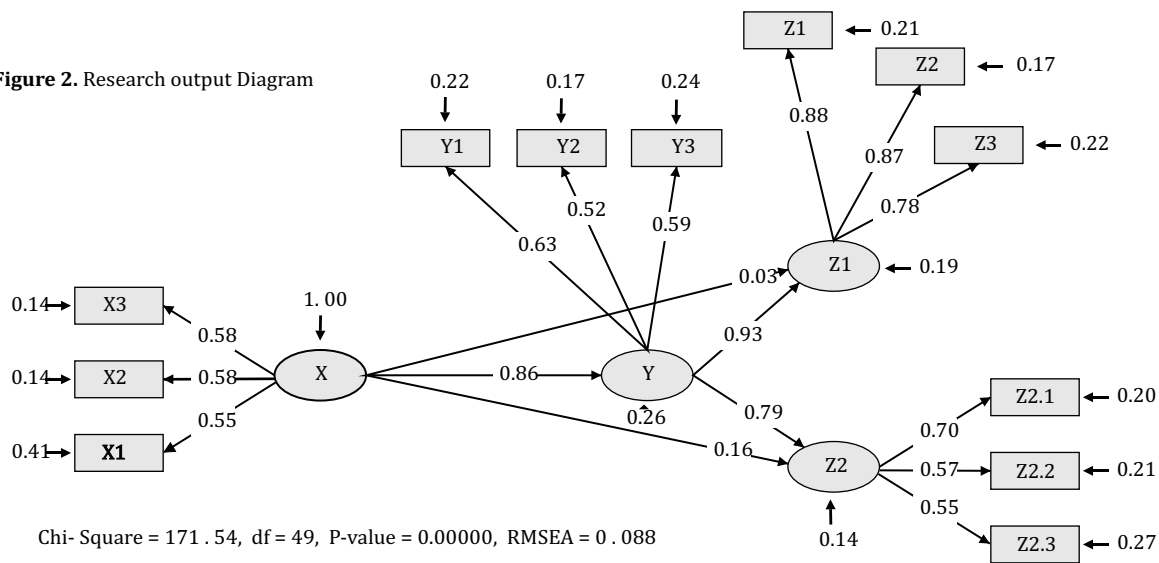 Z1
0.21
Z2
0.17
igure 2. Research output Diagram
0.22
0.17
0.24
0.88
Y1
Y2
Y3
Z3
0.22
0.87
0.78
0.52
0.59
0.63
Z1
0.19
0.03
1. 00
0.14
X3
0.58
0.93
X
0.86
Y
0.14
X2
0.58
0.26
0.79
Z2.1
0.20
0.55
0.70
0.41
X1
0.16
Z2
0.57
Z2.2
0.21
0.55
Chi- Square = 171 . 54, df = 49, P-value = 0.00000, RMSEA = 0 . 088
0.14
Z2.3
0.27